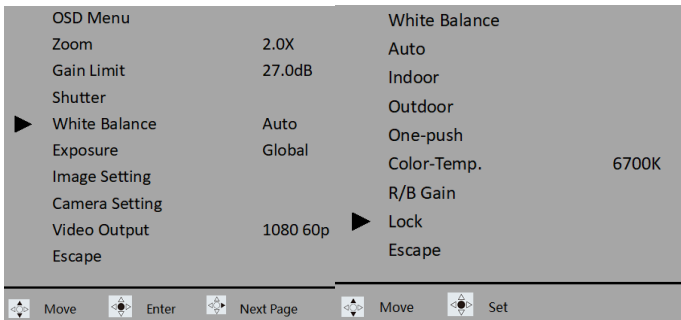 OSD Menu
Zoom 2.0X
Gain Limit 27.0dB
Shutter
White Balance Auto
Exposure Global
Image Setting
Camera Setting
Video Output 1080 60p
Escape
Move Enter Next Page
White Balance
Auto
Indoor
Outdoor
One-push
Color-Temp. 6700K
R/B Gain
Lock
Escape
Move Set